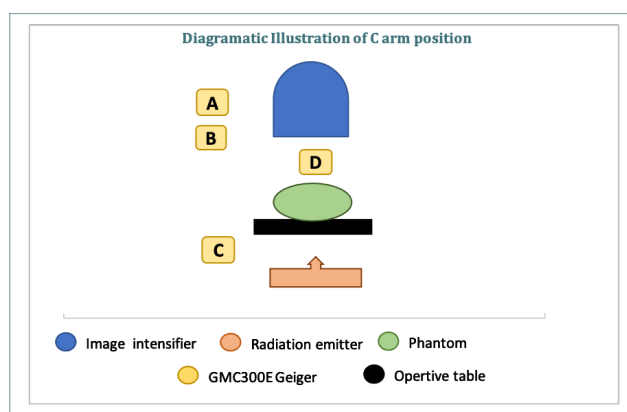 Diagramatic Illustration of C arm position
A
B
D
C
Image intensifier
Radiation emitter
Phantom
GMC300E Geiger
Opertive table